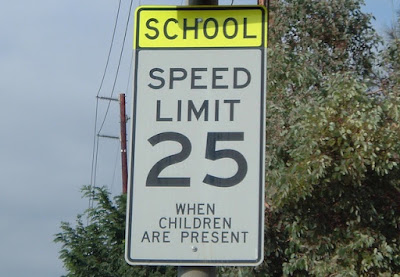 SCHOOL
SPEED
LIMIT
25
WHEN
CHILDREN
ARE PRESENT